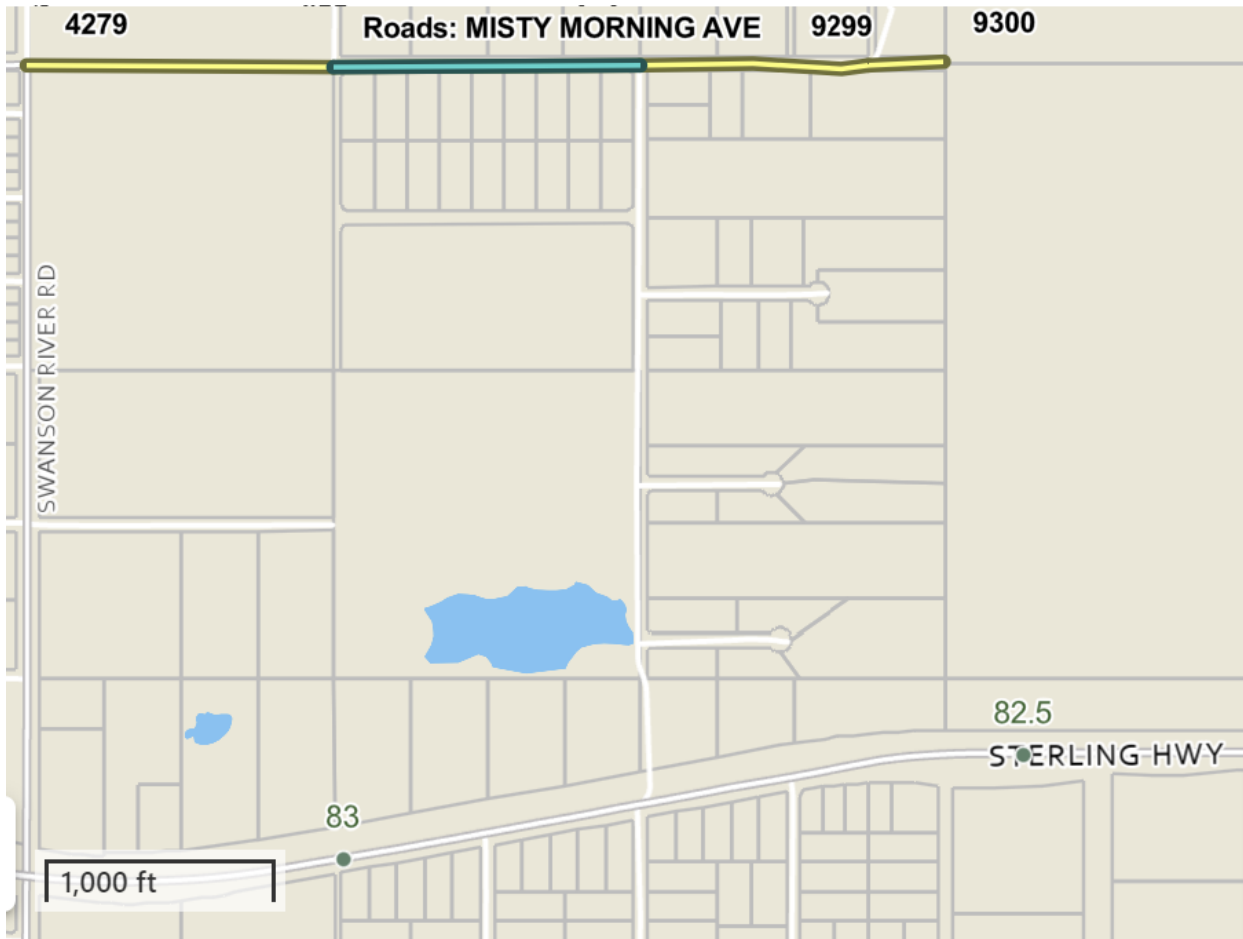 4279
Roads: MISTY MORNING AVE
9299
9300
SWANSON RIVER RD
82.5
STERLING HWY
83
1,000 ft